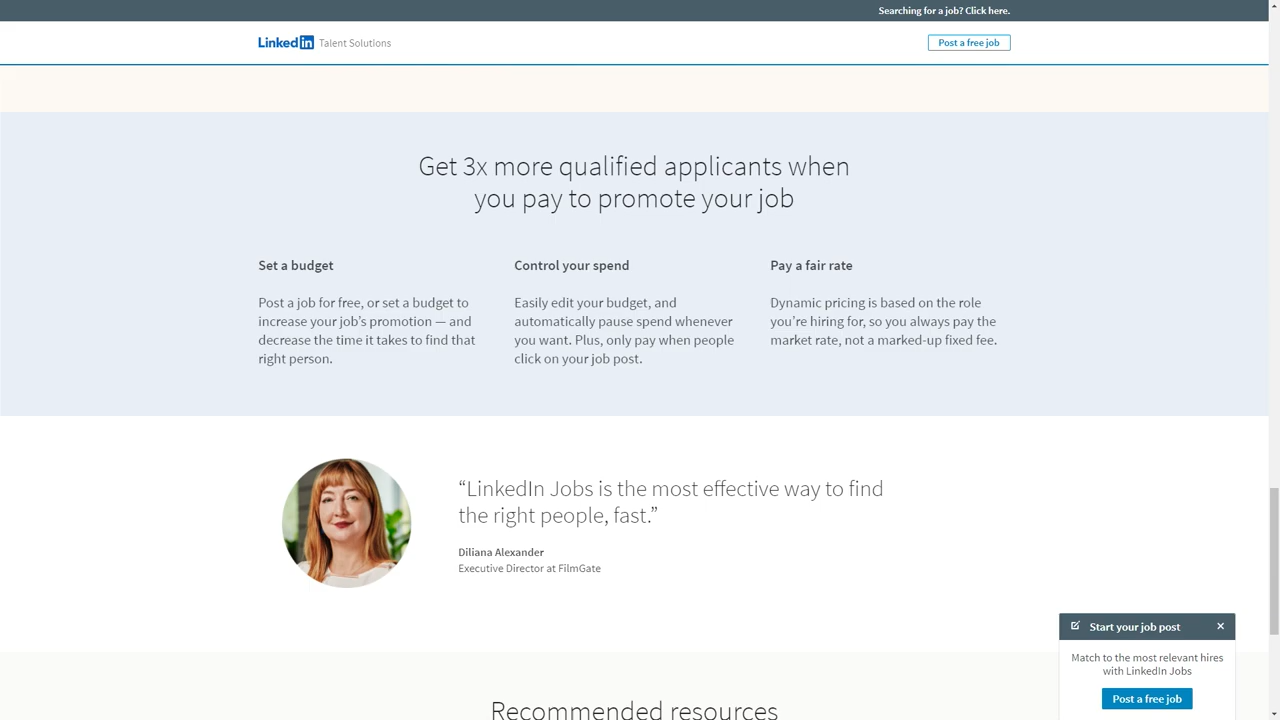 Searching for a job? Click here.
Linked in Talent Solutions
Post a free job
Get 3x more qualified applicants when
you pay to promote your job
Set a budget
Post a job for free, or set a budget to
increase your job’s promotion — and
decrease the time it takes to find that
right person.
Control your spend
Easily edit your budget, and
automatically pause spend whenever
you want. Plus, only pay when people
click on your job post.
Pay a fair rate
Dynamic pricing is based on the role
you’re hiring for, so you always pay the
market rate, not a marked-up fixed fee.
“LinkedIn Jobs is the most effective way to find
the right people, fast.”
Diliana Alexander
Executive Director at FilmGate
Start your job post
Match to the most relevant hires
with LinkedIn Jobs
Post a free job
Recommended resources